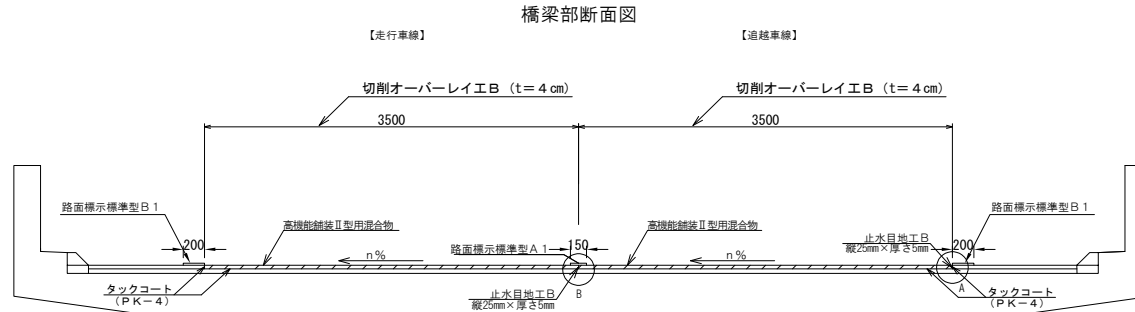 橋梁部断面図
【走行車線】
【追越車線】
切削オーバーレイ工B (t=4㎝)
切削オーバーレイ工B (t=4㎝)
3500
3500
路面標示標準型B1
路面標示標準型B1
高機能舗装Ⅱ型用混合物
高機能舗装Ⅱ型用混合物
止水目地工B
縦25mm×厚さ5mm
200
路面標示標準型A1
150
200
n%
n%
タックコート
(PK-4)
止水目地工B
縦25mm×厚さ5mm
B
A
タックコート
(PK-4)